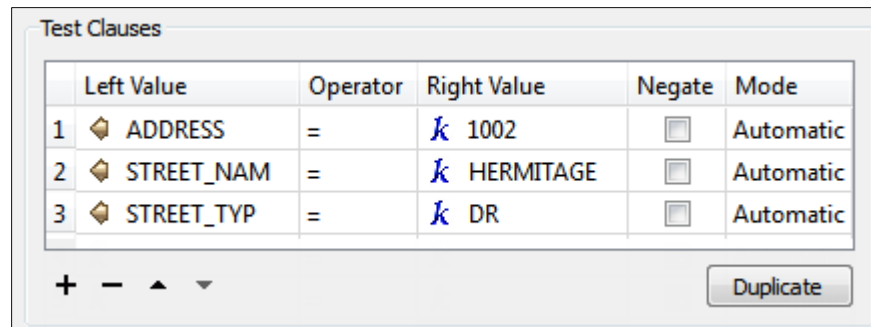 Test Clauses
Left Value Operator Right Value Negate Mode
1 ADDRESS = k 1002 Automatic
2 STREET_NAM = k HERMITAGE Automatic
3 STREET_TYP = k DR Automatic
Duplicate